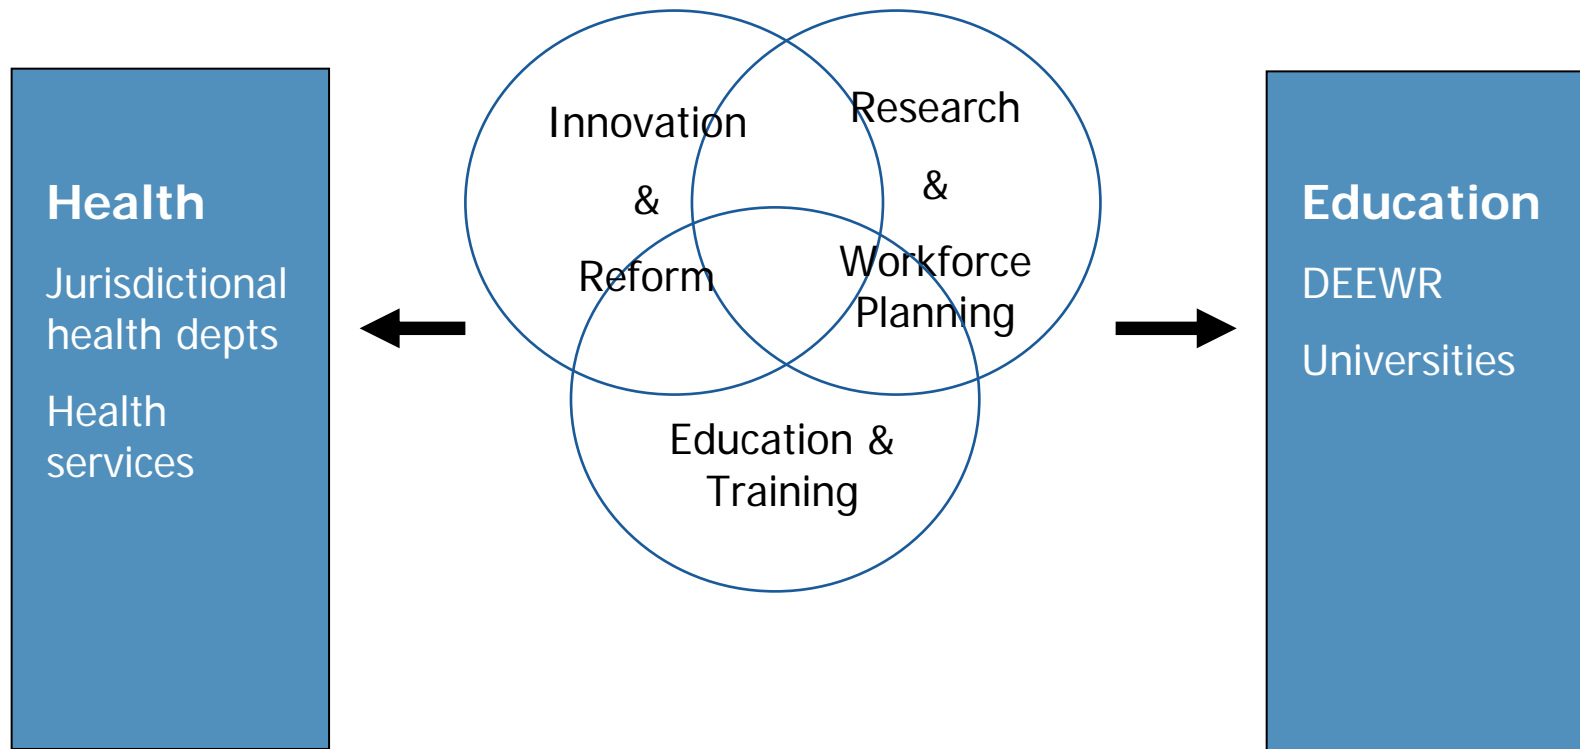 Health
Jurisdictional
health depts
Health
services
Innovation
&
Reform
Research
&
Workforce
Planning
Education &
Training
Education
DEEWR
Universities